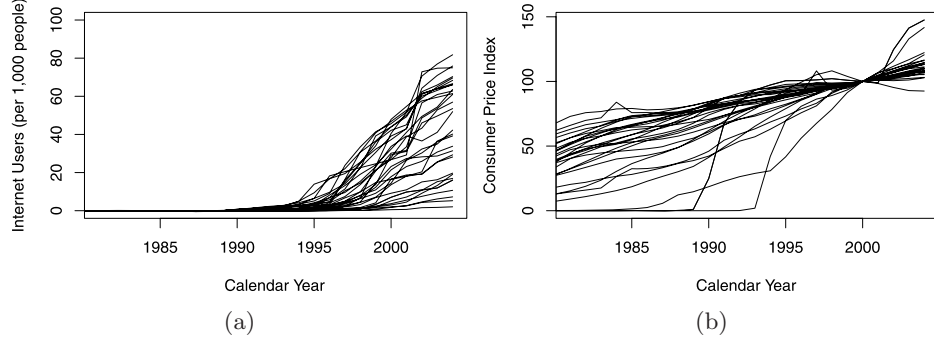 Internet Users (per 1,000 people)
100
80
60
40
20
0
1985 1990 1995 2000
Calendar Year
(a)
Consumer Price Index
150
100
50
0
1985 1990 1995 2000
Calendar Year
(b)